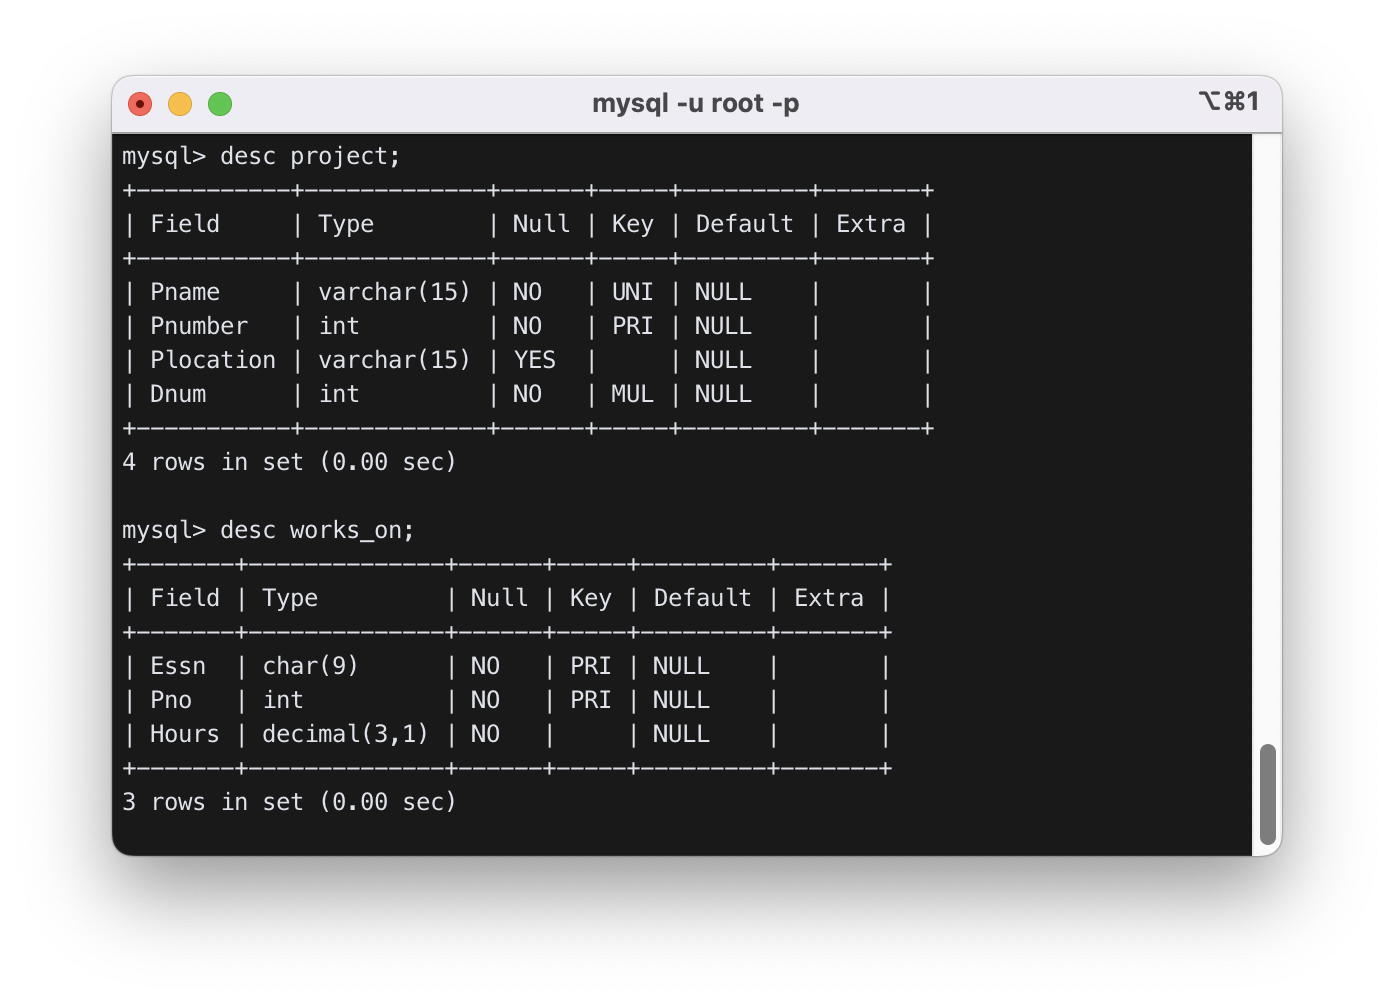 mysql -u root -p
⌥⌘1
mysql> desc project;
+-----------+-------------+------+-----+---------+-------+
| Field     | Type        | Null | Key | Default | Extra |
+-----------+-------------+------+-----+---------+-------+
| Pname     | varchar(15) | NO   | UNI | NULL    |       |
| Pnumber   | int         | NO   | PRI | NULL    |       |
| Plocation | varchar(15) | YES  |     | NULL    |       |
| Dnum      | int         | NO   | MUL | NULL    |       |
+-----------+-------------+------+-----+---------+-------+
4 rows in set (0.00 sec)

mysql> desc works_on;
+-------+--------------+------+-----+---------+-------+
| Field | Type         | Null | Key | Default | Extra |
+-------+--------------+------+-----+---------+-------+
| Essn  | char(9)      | NO   | PRI | NULL    |       |
| Pno   | int          | NO   | PRI | NULL    |       |
| Hours | decimal(3,1) | NO   |     | NULL    |       |
+-------+--------------+------+-----+---------+-------+
3 rows in set (0.00 sec)